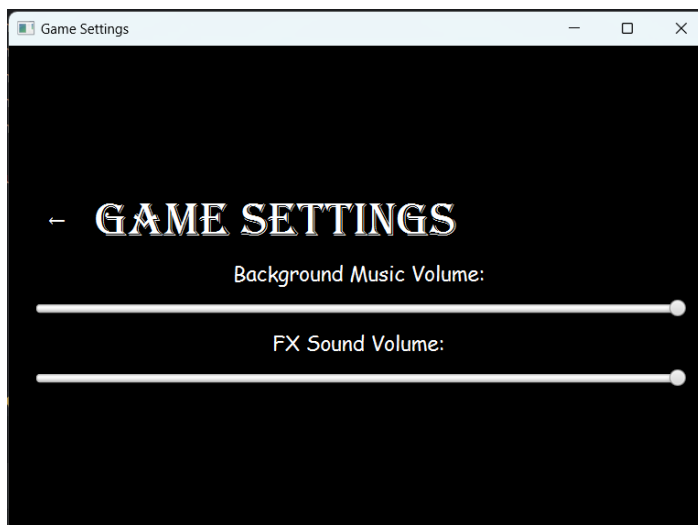 Game Settings
← GAME SETTINGS
Background Music Volume:
FX Sound Volume: